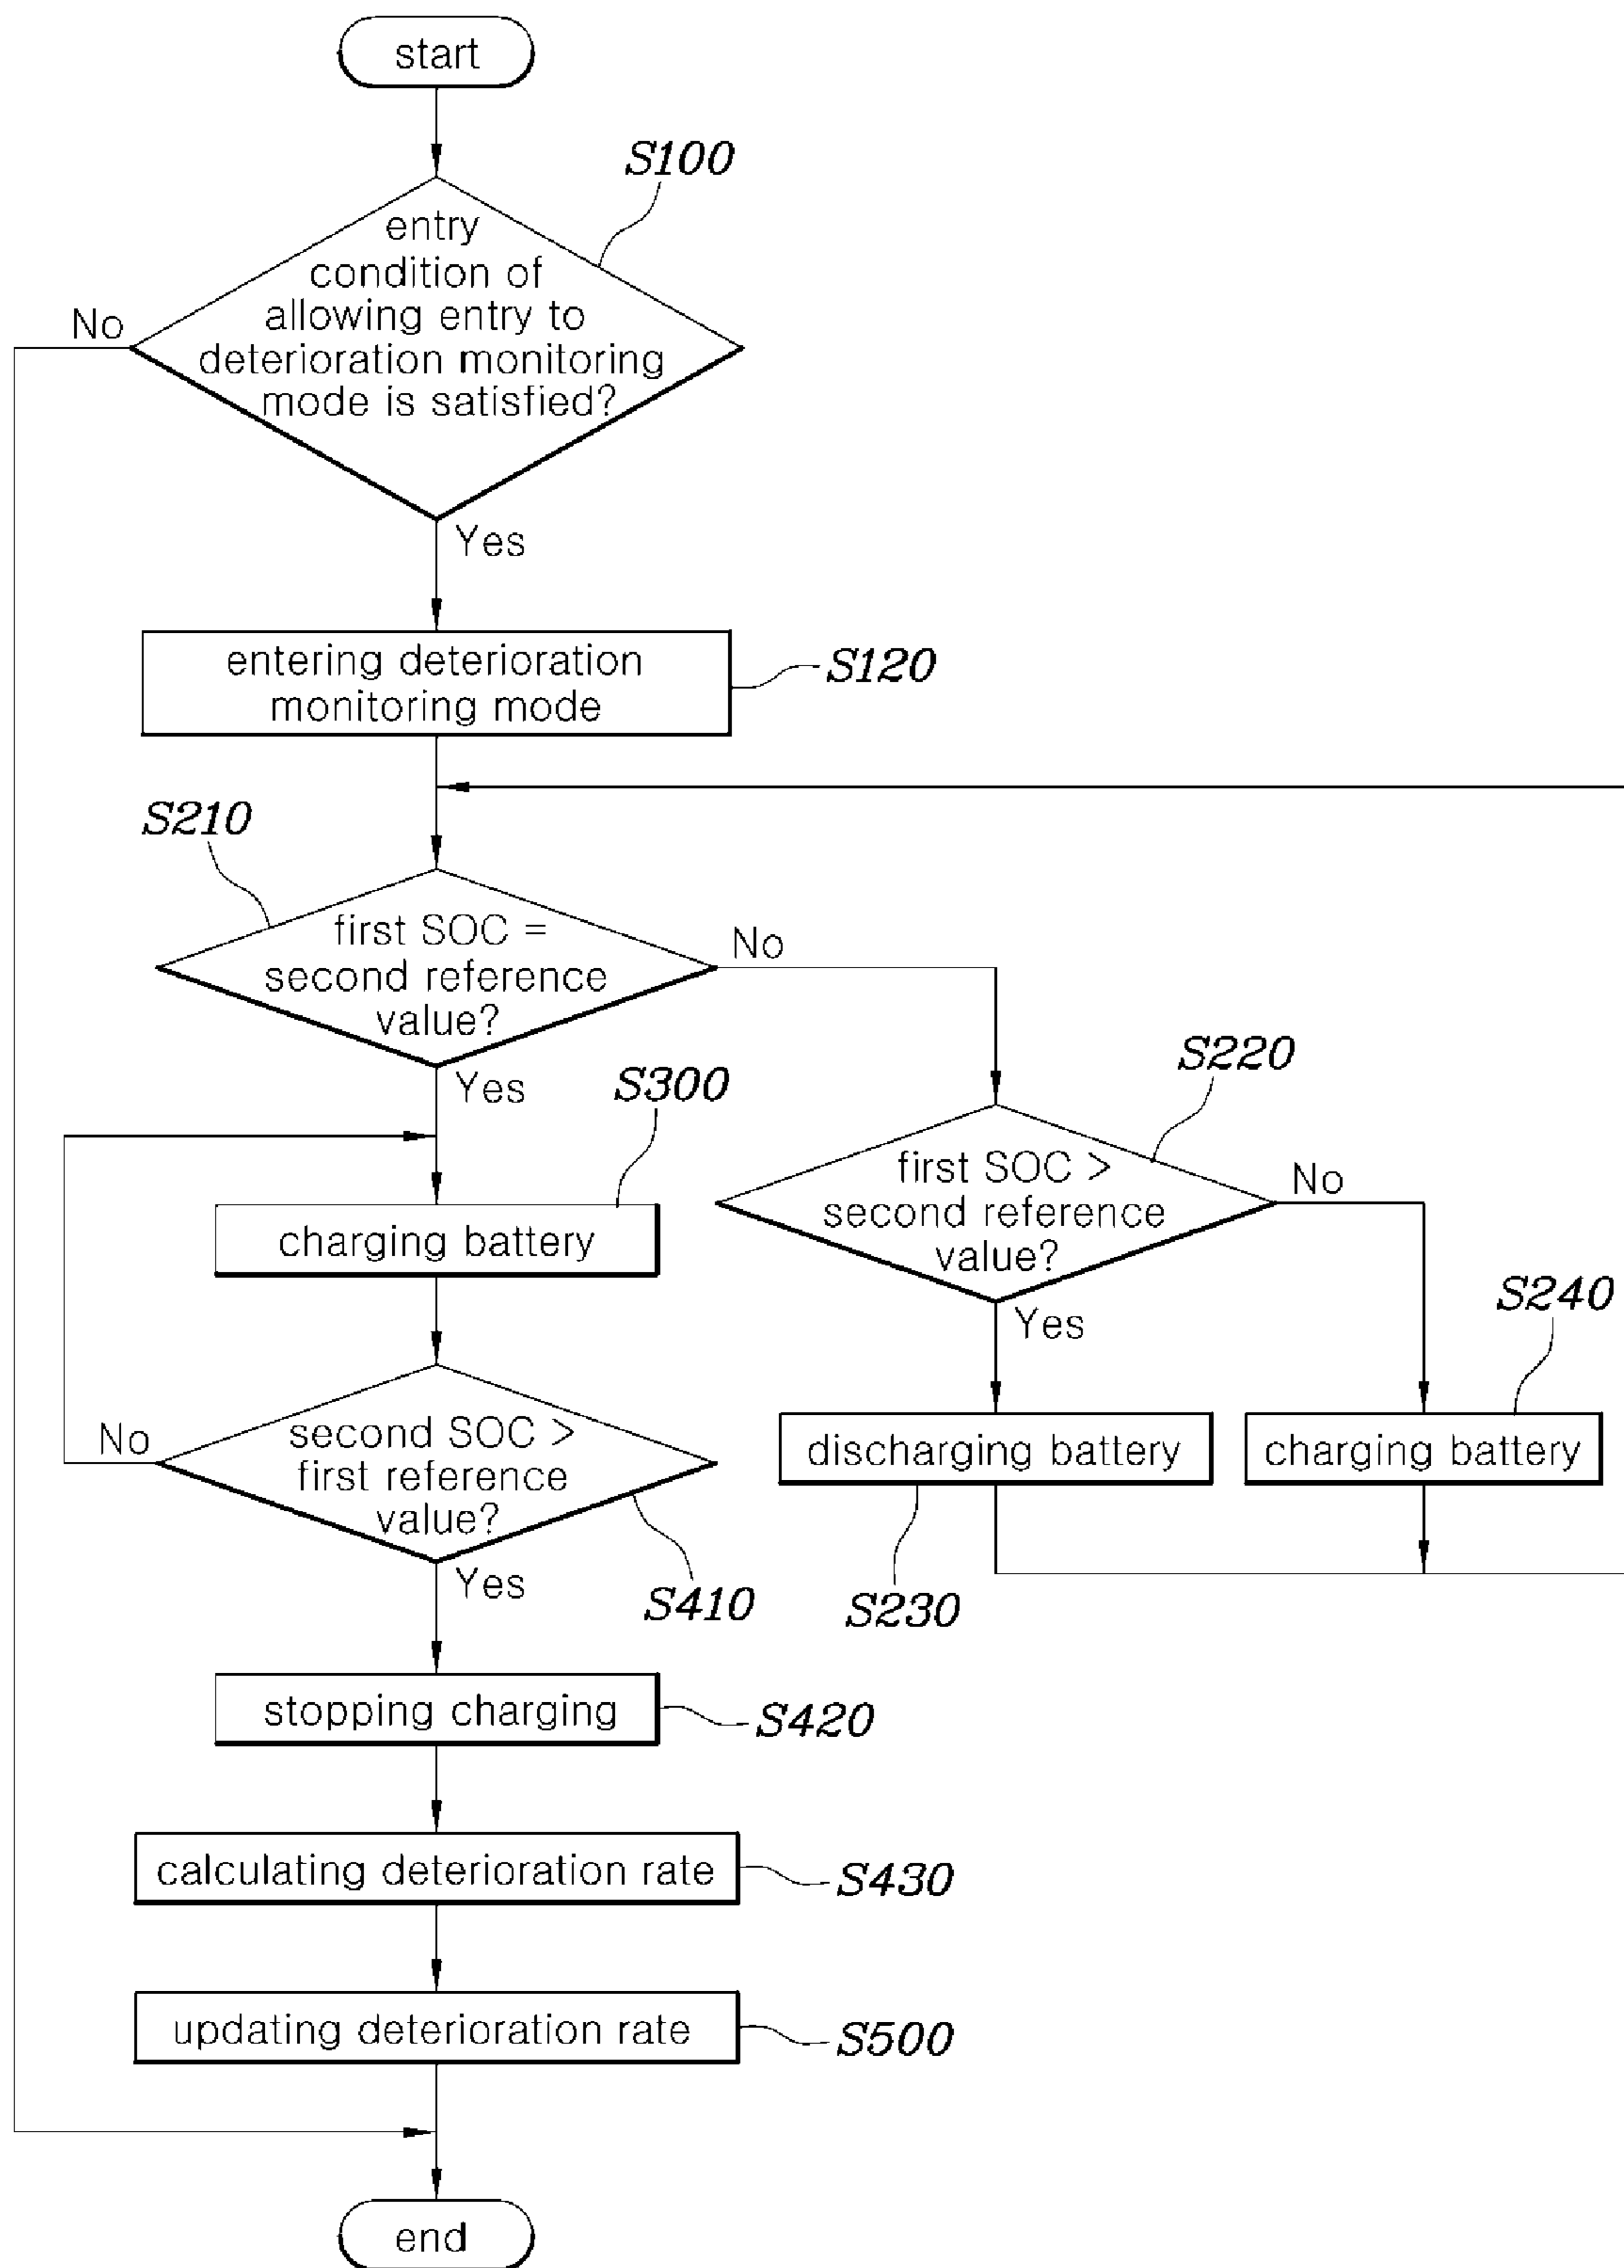 start
S100
entry
condition of
allowing entry to
deterioration monitoring
mode is satisfied?
No
Yes
entering deterioration
monitoring mode
S120
S210
first SOC =
second reference
value?
No
Yes
S300
S220
first SOC >
second reference
value?
No
charging battery
S240
Yes
second SOC >
first reference
value?
No
discharging battery
charging battery
Yes
S410
S230
stopping charging
S420
calculating deterioration rate
S430
updating deterioration rate
S500
end